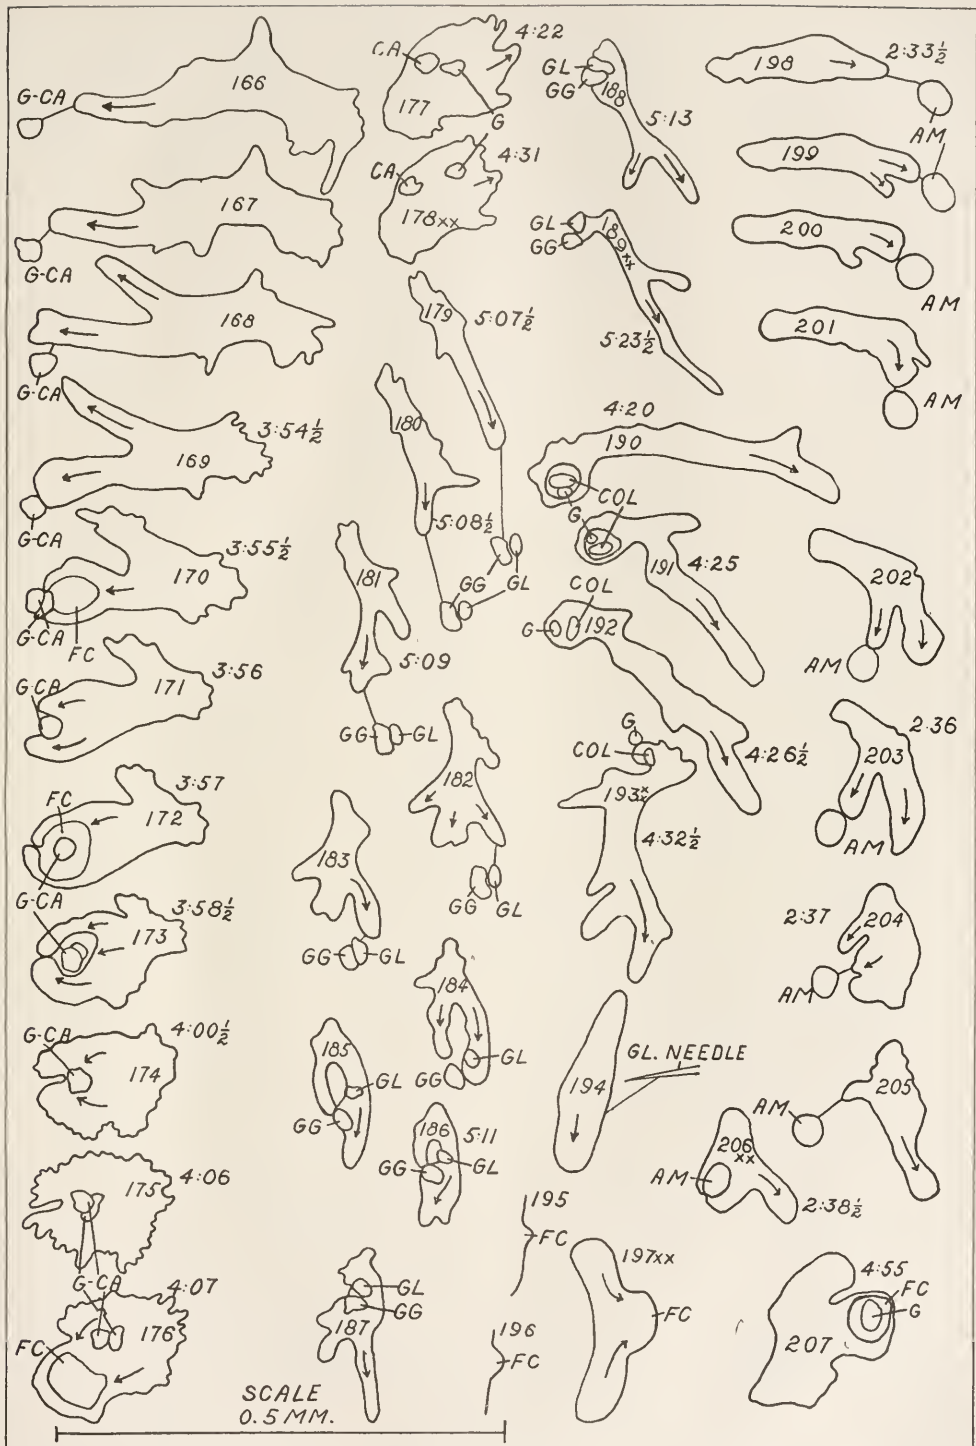 G-CA
166
167
G-CA
168
G-CA
3:54½
169
G-CA
3:55½
170
G-CA
FC
3:56
171
G-CA
3:57
FC
172
G-CA
3:58½
173
G-CA
4:00½
174
4:06
175
G-CA
4:07
176
FC
SCALE
0.5 MM.
4:22
CA
177
G
4:31
CA
178xx
179
5:07½
180
5:08½
GG GL
181
5:09
GG GL
182
GG
GL
183
GG GL
184
GL
GG
185
GL
GG
186
5:11
GG GL
187
GL
GG
GL
GG
188
5:13
GL
GG
189xx
5:23½
4:20
190
COL
G
191
4:25
COL
G
192
4:26½
G
COL
193xx
4:32½
194
GL. NEEDLE
195
FC
196
FC
197xx
FC
198
2:33½
AM
199
200
AM
201
AM
202
AM
203
2:36
AM
204
2:37
AM
205
AM
206
xx
AM
2:38½
207
4:55
FC
G